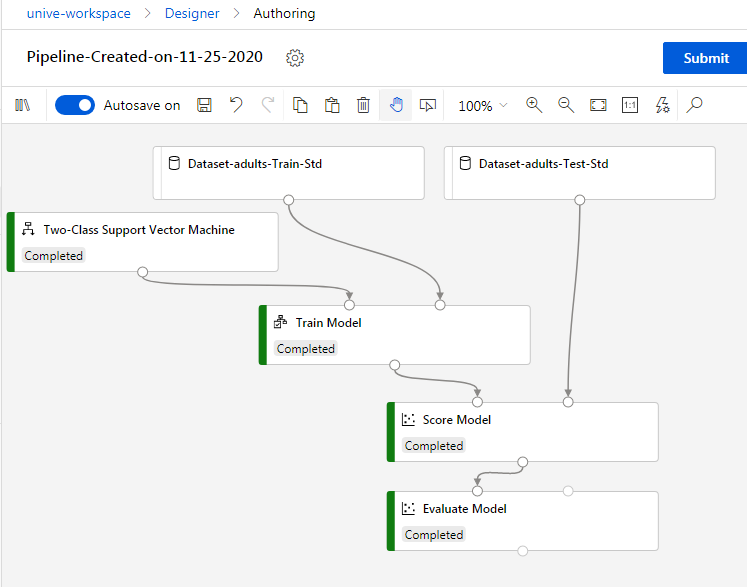 unive-workspace > Designer > Authoring
Pipeline-Created-on-11-25-2020
Submit
Autosave on
100%
1:1
Dataset-adults-Train-Std
Dataset-adults-Test-Std
Two-Class Support Vector Machine
Completed
Train Model
Completed
Score Model
Completed
Evaluate Model
Completed